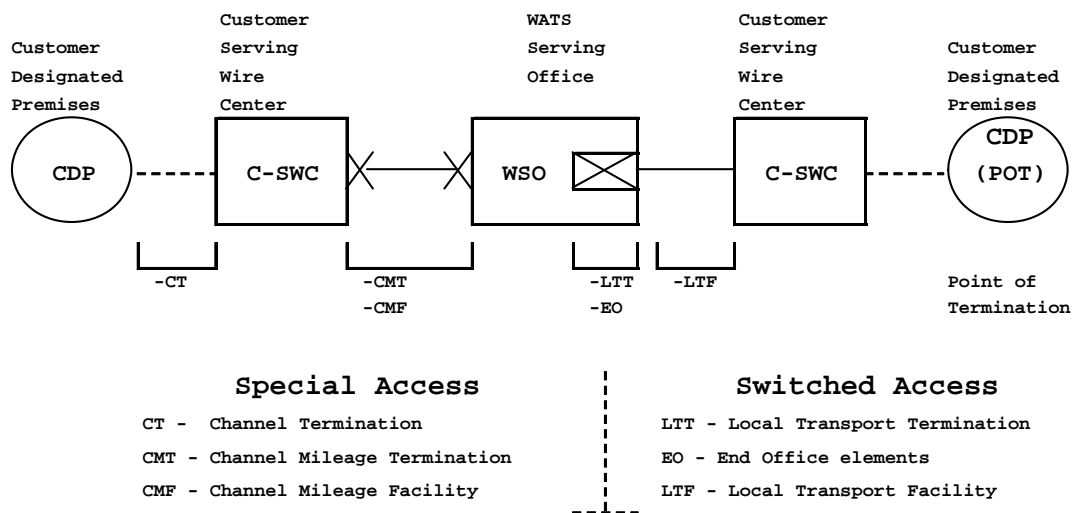 Customer
Designated
Premises
Customer
Serving
Wire
Center
WATS
Serving
Office
Customer
Serving
Wire
Center
Customer
Designated
Premises
CDP
C-SWC
WSO
C-SWC
CDP
(POT)
-CT
-CMT
-CMF
-LTT
-EO
-LTF
Point of
Termination
Special Access
CT - Channel Termination
CMT - Channel Mileage Termination
CMF - Channel Mileage Facility
Switched Access
LTT - Local Transport Termination
EO - End Office elements
LTF - Local Transport Facility